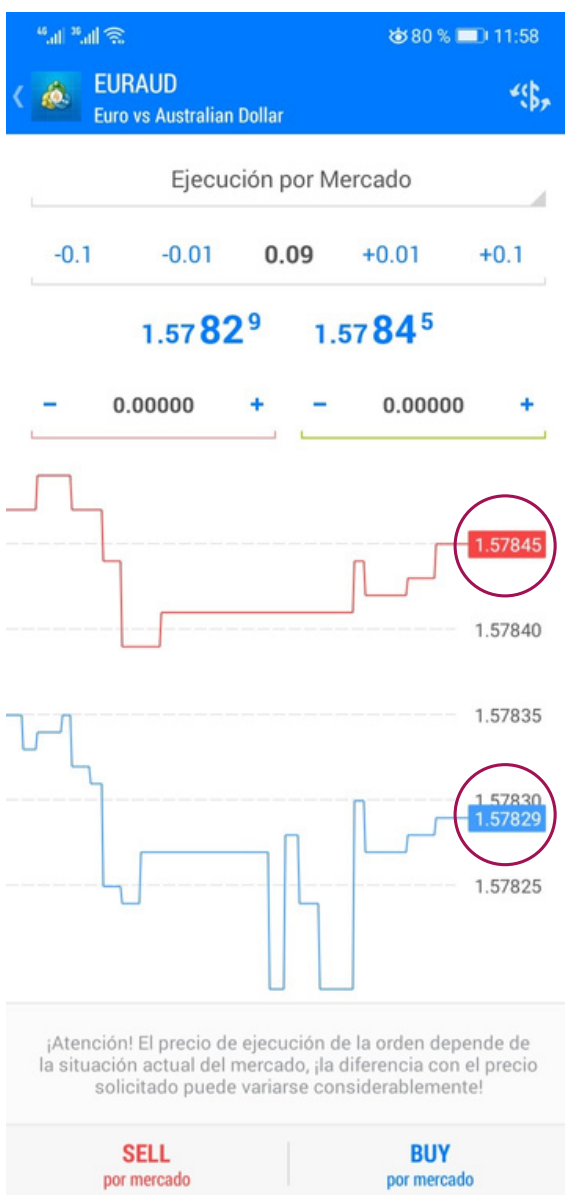 4G 3G 80 % 11:58
EURAUD
Euro vs Australian Dollar
Ejecución por Mercado
-0.1 -0.01 0.09 +0.01 +0.1
1.57829 1.57845
− 0.00000 + − 0.00000 +
1.57845
1.57840
1.57835
1.57830
1.57829
1.57825
¡Atención! El precio de ejecución de la orden depende de
la situación actual del mercado, ¡la diferencia con el precio
solicitado puede variarse considerablemente!
SELL BUY
por mercado por mercado